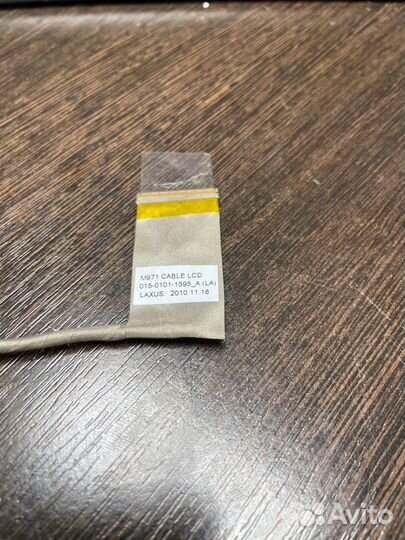 M971 CABLE LCD
015-0101-1595_A (LA)
LAXUS 2010.11.18
Avito